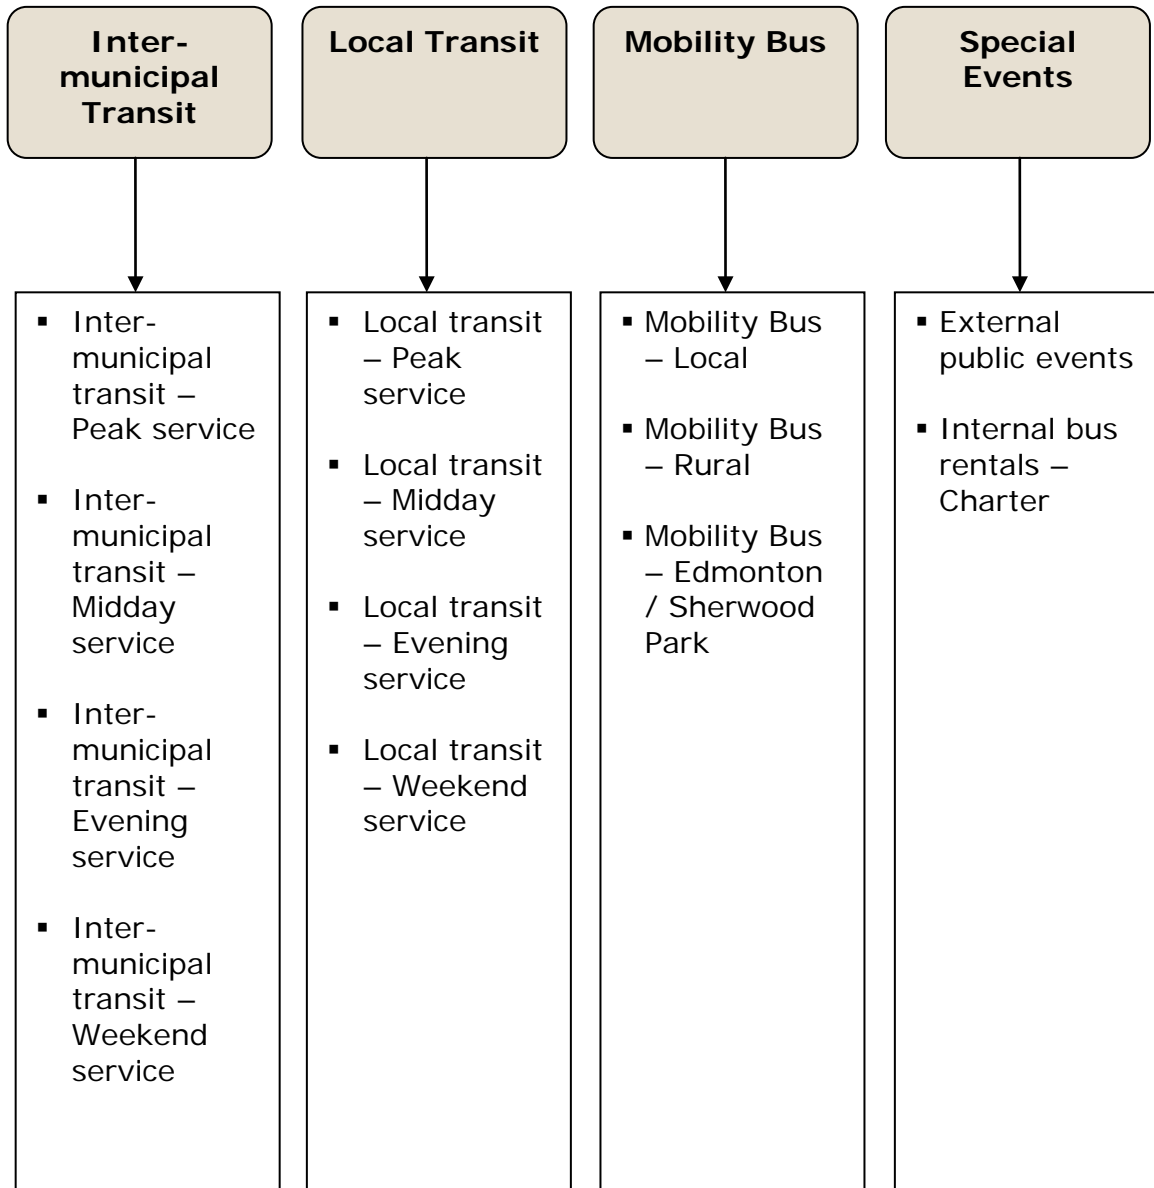 Inter-
municipal
Transit
Local Transit
Mobility Bus
Special
Events
▪ Inter-
municipal
transit –
Peak service
▪ Inter-
municipal
transit –
Midday
service
▪ Inter-
municipal
transit –
Evening
service
▪ Inter-
municipal
transit –
Weekend
service
▪ Local transit
– Peak
service
▪ Local transit
– Midday
service
▪ Local transit
– Evening
service
▪ Local transit
– Weekend
service
▪ Mobility Bus
– Local
▪ Mobility Bus
– Rural
▪ Mobility Bus
– Edmonton
/ Sherwood
Park
▪ External
public events
▪ Internal bus
rentals –
Charter